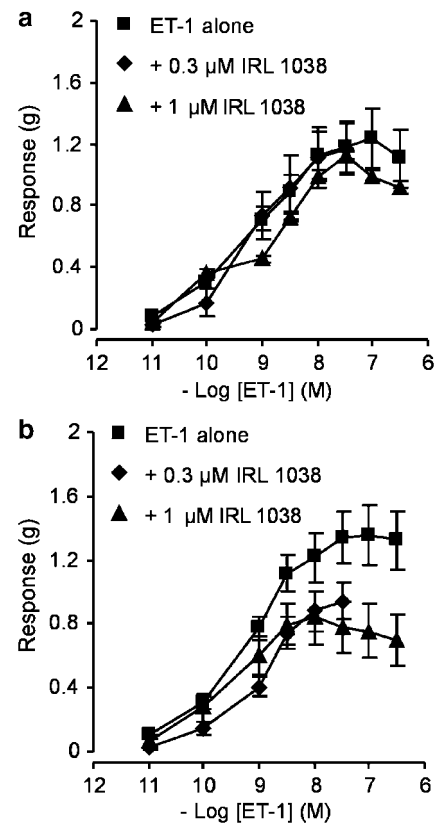 a
2
ET-1 alone
+ 0.3 µM IRL 1038
1.6
+ 1 µM IRL 1038
1.2
0.8
0.4
0
Response (g)
12 11 10 9 8 7 6
- Log [ET-1] (M)
b
2
ET-1 alone
+ 0.3 µM IRL 1038
1.6
+ 1 µM IRL 1038
1.2
0.8
0.4
0
Response (g)
12 11 10 9 8 7 6
- Log [ET-1] (M)